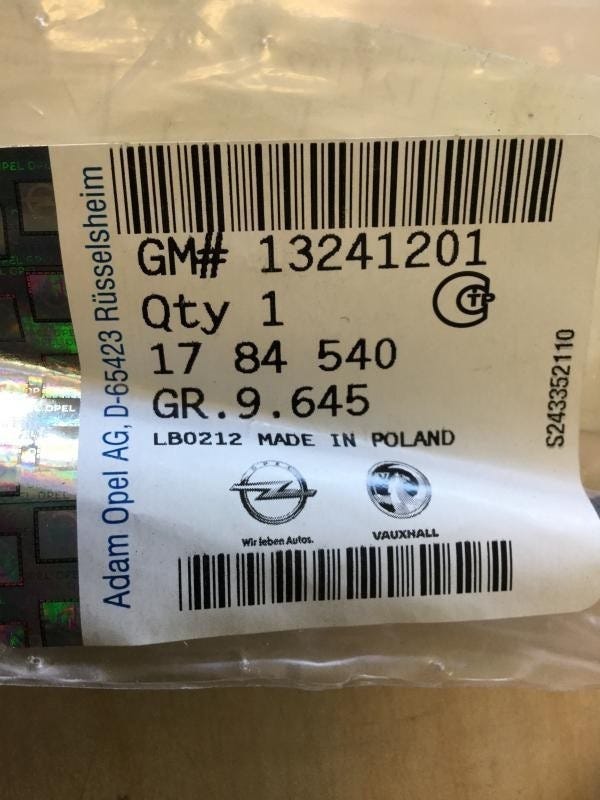 Adam Opel AG, D-65423 Rüsselsheim
GM# 13241201
Qty 1
17 84 540
GR.9.645
LB0212 MADE IN POLAND
S243352110
OPEL
Wir leben Autos.
VAUXHALL
OPEL